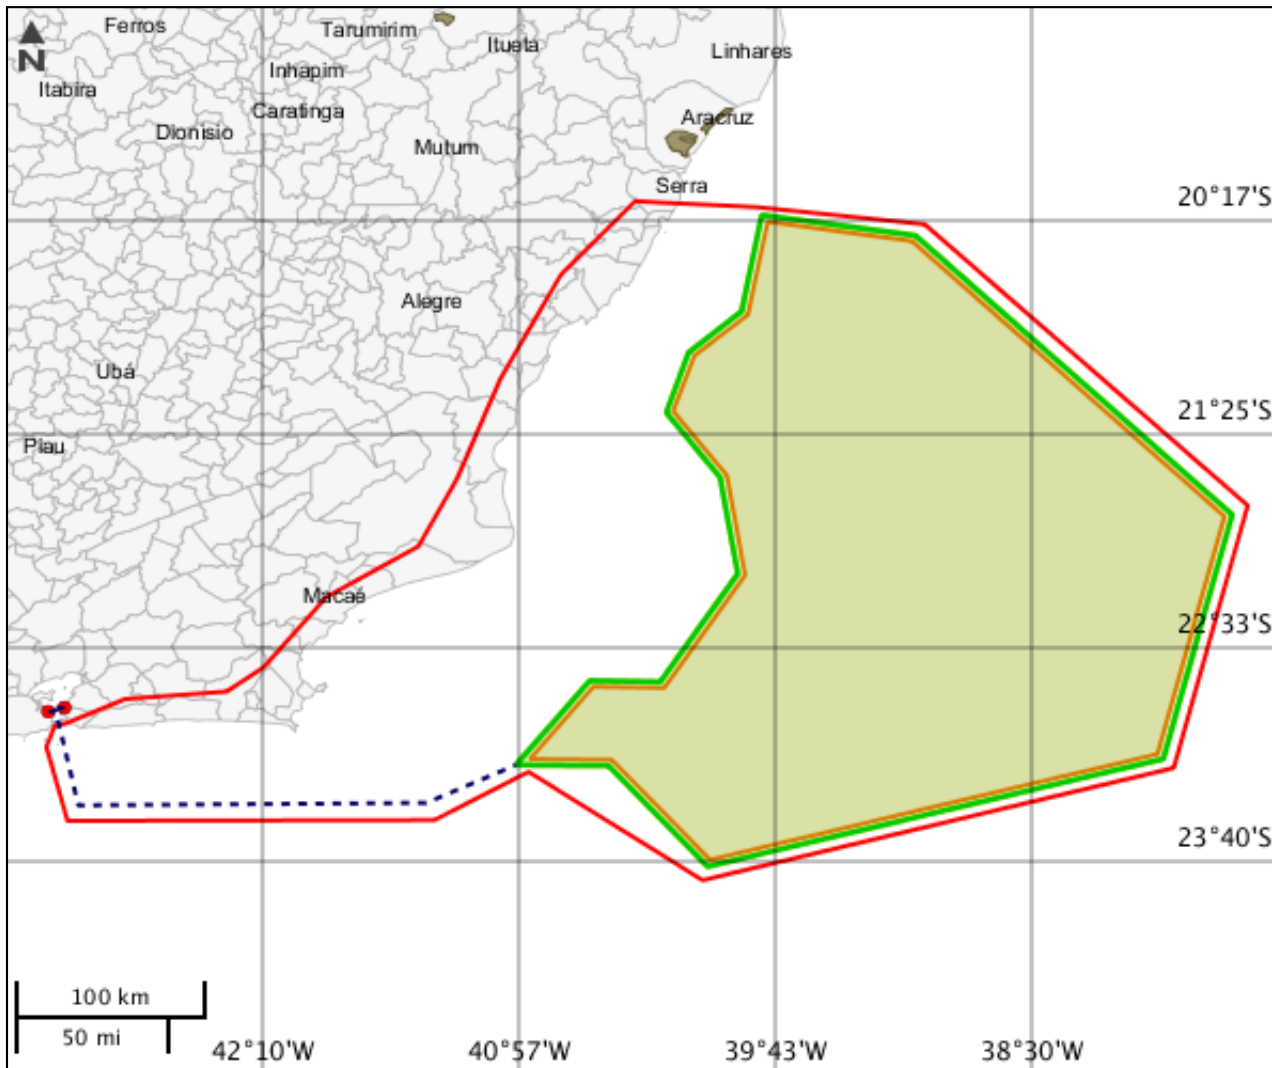 Ferros
Tarumirim
Itueta
Linhares
N
Inhapim
Itabira
Caratinga
Aracruz
Dionísio
Mutum
Serra
20°17'S
Alegre
Ubá
21°25'S
Piau
Macaé
22°33'S
23°40'S
100 km
50 mi
42°10'W
40°57'W
39°43'W
38°30'W